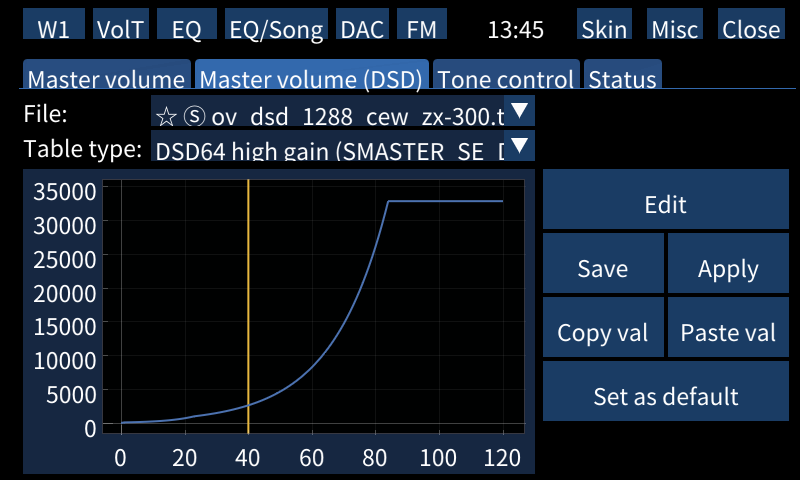 W1 VolT EQ EQ/Song DAC FM 13:45 Skin Misc Close
Master volume Master volume (DSD) Tone control Status
File: ☆ Ⓢ ov_dsd_1288_cew_zx-300.t ▼
Table type: DSD64 high gain (SMASTER_SE_ ▼
35000
30000
25000
20000
15000
10000
5000
0
0 20 40 60 80 100 120
Edit
Save Apply
Copy val Paste val
Set as default